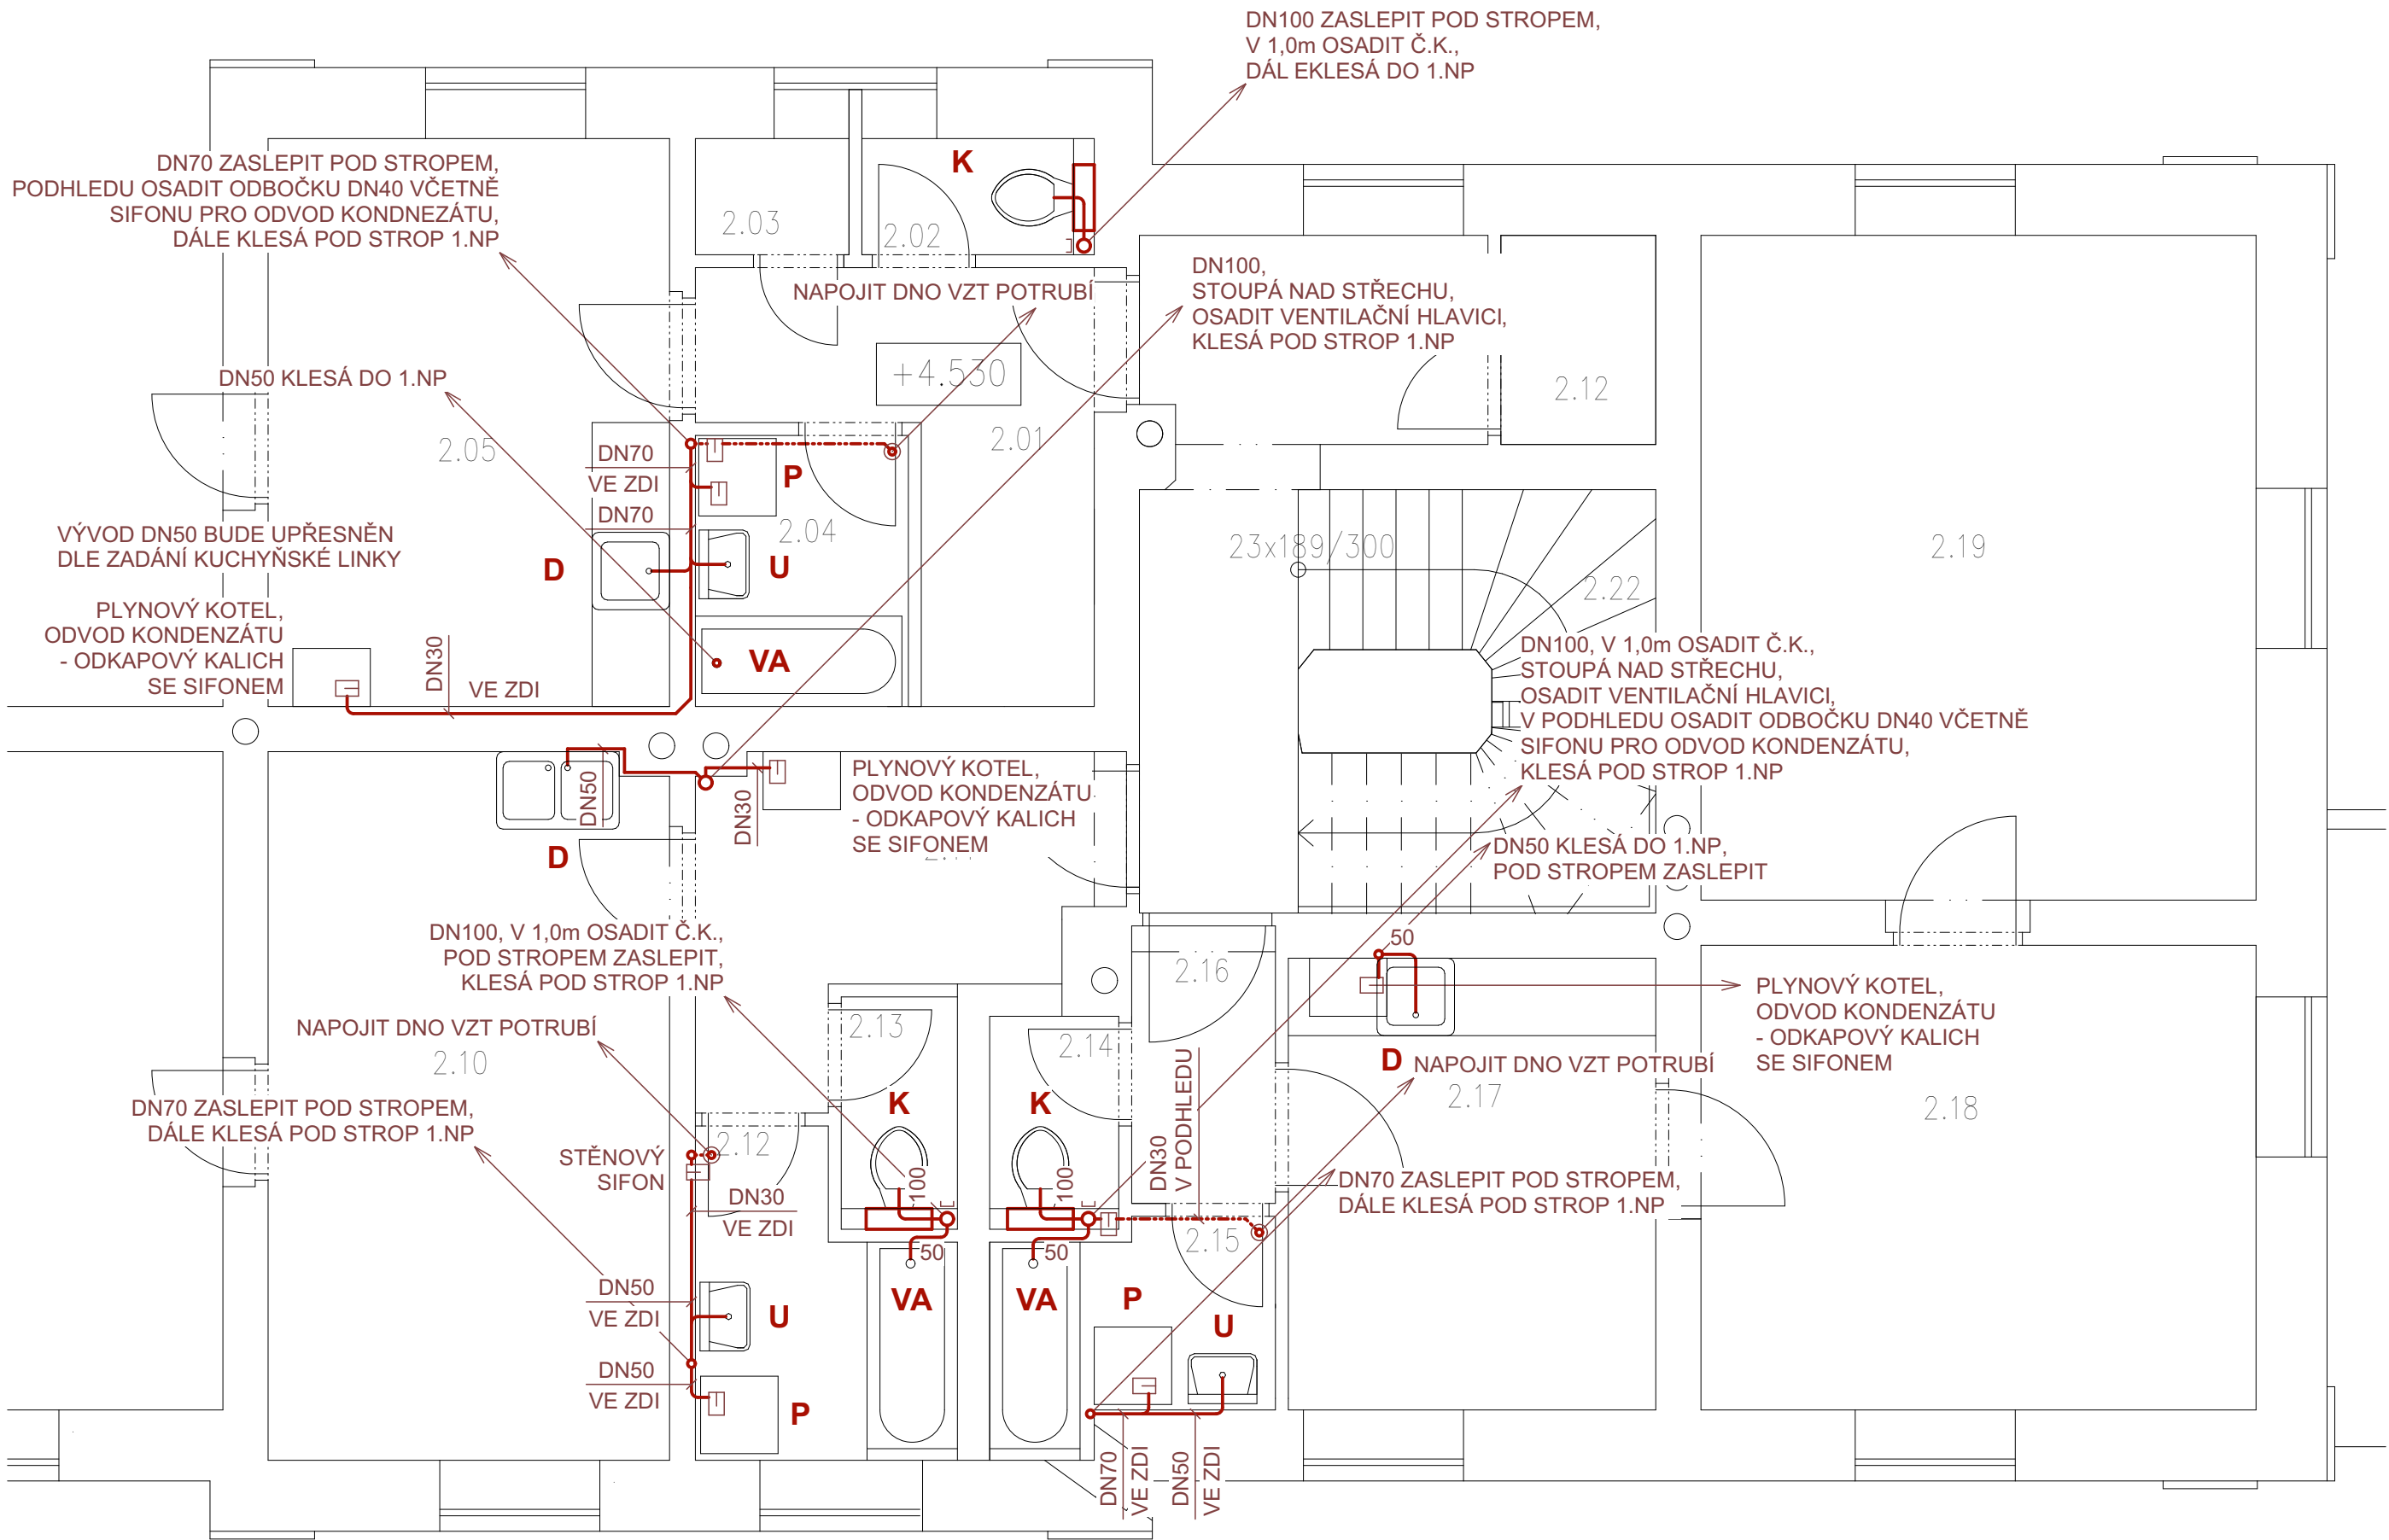 DN100 ZASLEPIT POD STROPEM,
V 1,0m OSADIT Č.K.,
DÁL EKLESÁ DO 1.NP
DN70 ZASLEPIT POD STROPEM,
PODHLEDU OSADIT ODBOČKU DN40 VČETNĚ
SIFONU PRO ODVOD KONDNEZÁTU,
DÁLE KLESÁ POD STROP 1.NP
K
2.03
2.02
NAPOJIT DNO VZT POTRUBÍ
DN100,
STOUPÁ NAD STŘECHU,
OSADIT VENTILAČNÍ HLAVICI,
KLESÁ POD STROP 1.NP
DN50 KLESÁ DO 1.NP
+4.530
2.12
2.05
2.01
DN70
VE ZDI
P
DN70
2.04
VÝVOD DN50 BUDE UPŘESNĚN
DLE ZADÁNÍ KUCHYŇSKÉ LINKY
D
U
23x189/300
2.19
2.22
PLYNOVÝ KOTEL,
ODVOD KONDENZÁTU
- ODKAPOVÝ KALICH
SE SIFONEM
DN30
VE ZDI
VA
DN100, V 1,0m OSADIT Č.K.,
STOUPÁ NAD STŘECHU,
OSADIT VENTILAČNÍ HLAVICI,
V PODHLEDU OSADIT ODBOČKU DN40 VČETNĚ
SIFONU PRO ODVOD KONDENZÁTU,
KLESÁ POD STROP 1.NP
DN50
DN30
PLYNOVÝ KOTEL,
ODVOD KONDENZÁTU
- ODKAPOVÝ KALICH
SE SIFONEM
D
DN50 KLESÁ DO 1.NP,
POD STROPEM ZASLEPIT
DN100, V 1,0m OSADIT Č.K.,
POD STROPEM ZASLEPIT,
KLESÁ POD STROP 1.NP
50
2.16
PLYNOVÝ KOTEL,
ODVOD KONDENZÁTU
- ODKAPOVÝ KALICH
SE SIFONEM
NAPOJIT DNO VZT POTRUBÍ
2.10
2.13
2.14
D
NAPOJIT DNO VZT POTRUBÍ
2.17
2.18
DN70 ZASLEPIT POD STROPEM,
DÁLE KLESÁ POD STROP 1.NP
K
K
DN30
V PODHLEDU
2.12
STĚNOVÝ
SIFON
DN30
VE ZDI
100
100
DN70 ZASLEPIT POD STROPEM,
DÁLE KLESÁ POD STROP 1.NP
50
50
2.15
DN50
VE ZDI
U
VA
VA
P
U
DN50
VE ZDI
P
DN70
VE ZDI
DN50
VE ZDI